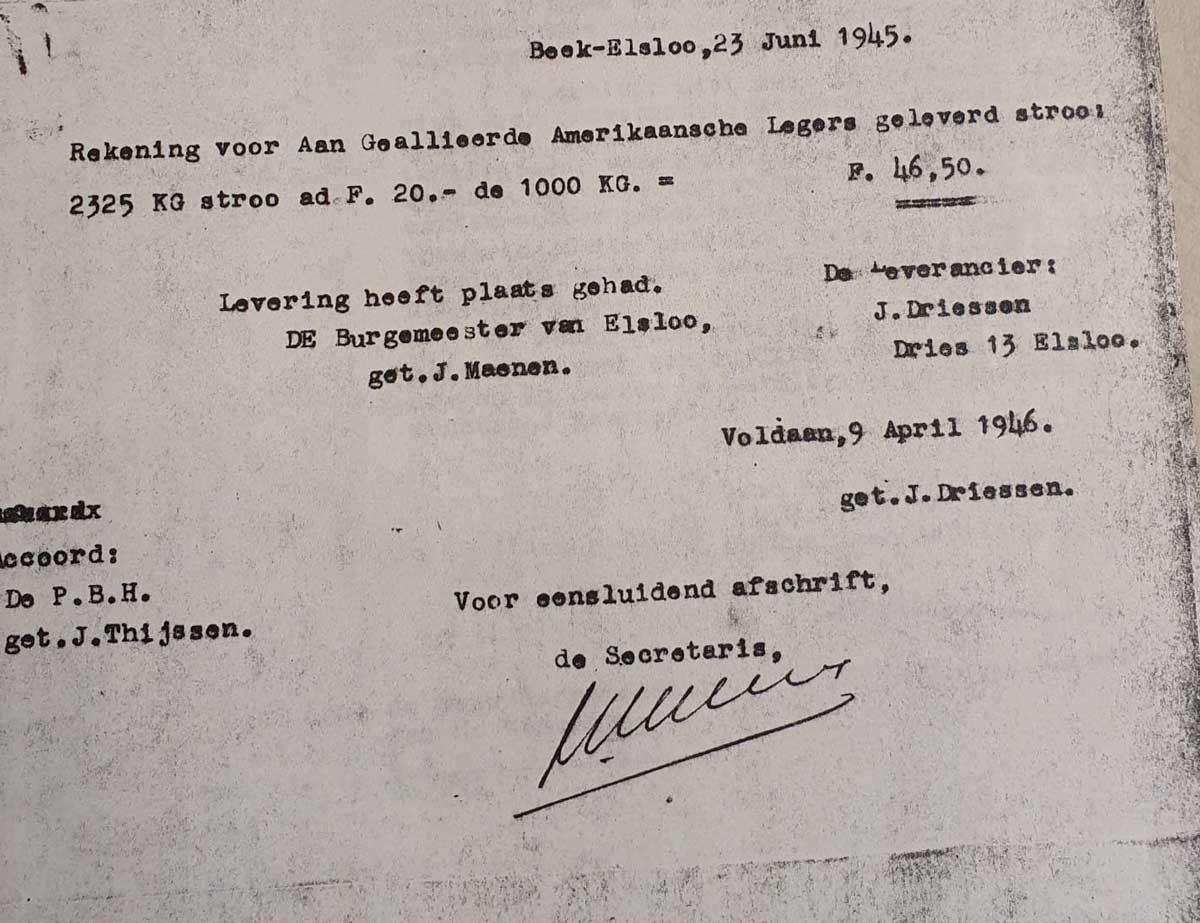 Beek-Elsloo,23 Juni 1945.
Rekening voor Aan Geallieerde Amerikaansche Legers geleverd stroo:
2325 KG stroo ad F. 20.- de 1000 KG. = F. 46,50.
De Leverancier:
Levering heeft plaats gehad.
J.Driessen
DE Burgemeester van Elsloo,
Dries 13 Elsloo.
get.J.Maenen.
Voldaan,9 April 1946.
get.J.Driessen.
Accoord:
De P.B.H.
get.J.Thijssen.
Voor eensluidend afschrift,
de Secretaris,